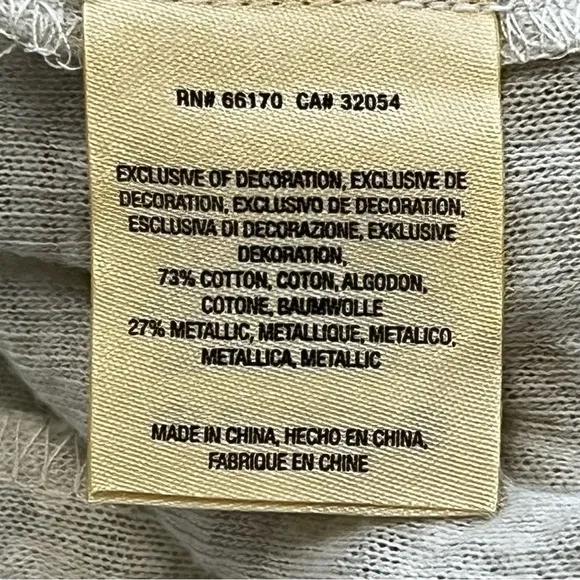 RN# 66170 CA# 32054
EXCLUSIVE OF DECORATION, EXCLUSIVE DE
DECORATION, EXCLUSIVO DE DECORATION,
ESCLUSIVA DI DECORAZIONE, EXKLUSIVE
DEKORATION,
73% COTTON, COTON, ALGODON,
COTONE, BAUMWOLLE
27% METALLIC, METALLIQUE, METALICO,
METALLICA, METALLIC
MADE IN CHINA, HECHO EN CHINA,
FABRIQUE EN CHINE